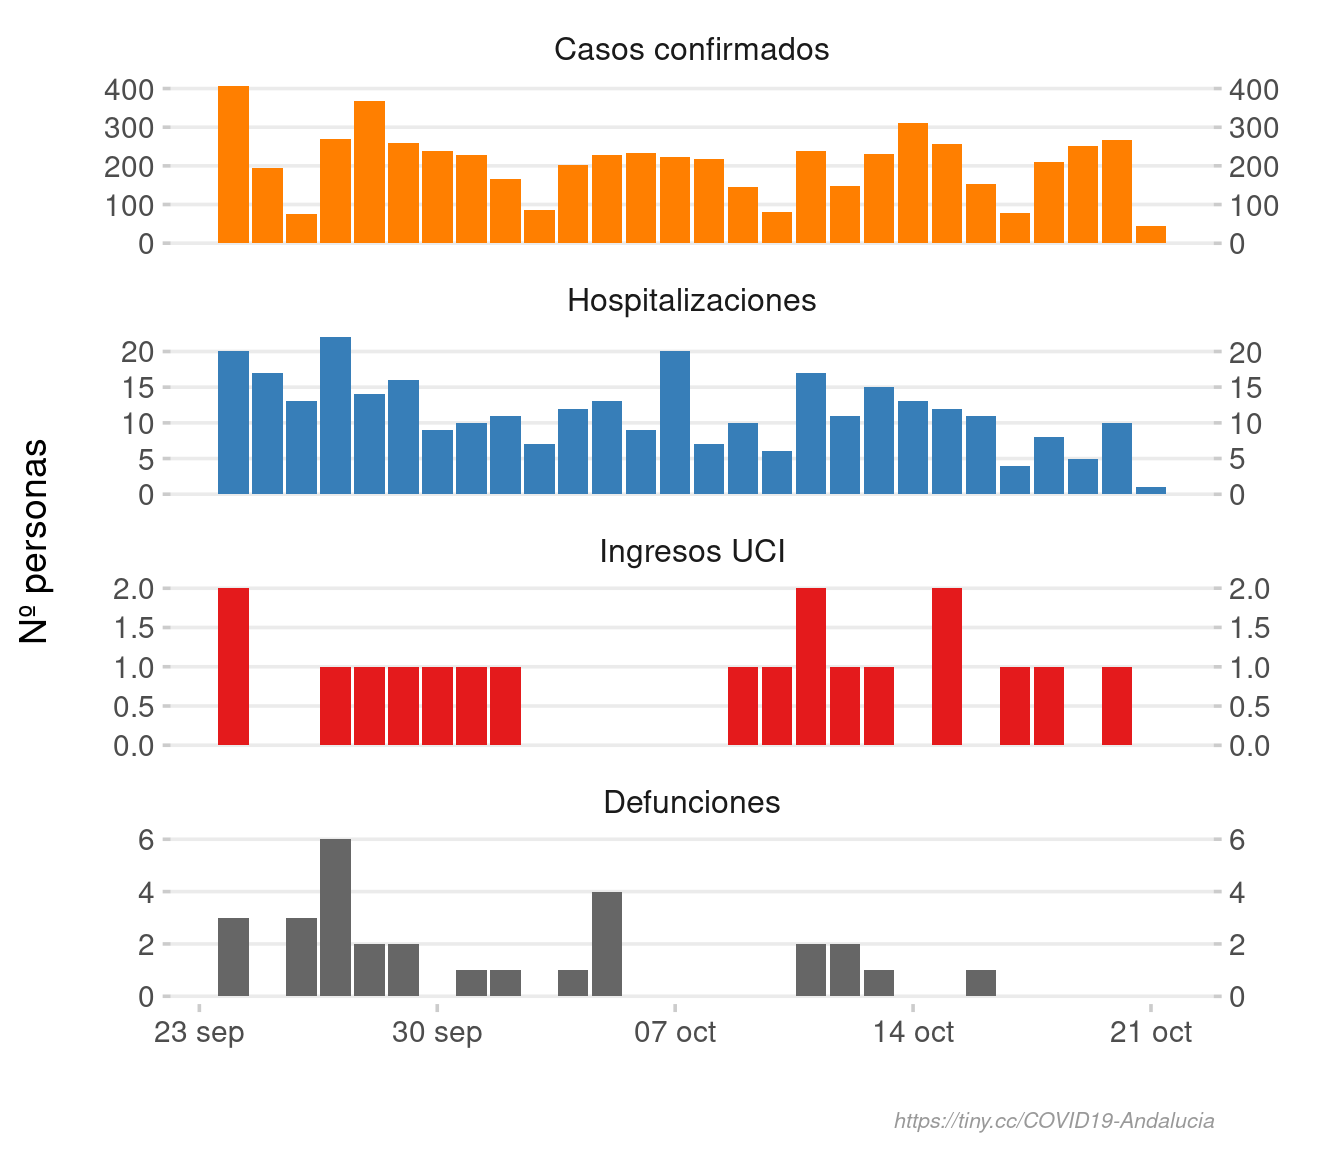 Casos confirmados
400 400
300 300
200 200
100 100
0 0
Hospitalizaciones
20 20
15 15
10 10
5 5
0 0
Nº personas
Ingresos UCI
2.0 2.0
1.5 1.5
1.0 1.0
0.5 0.5
0.0 0.0
Defunciones
6 6
4 4
2 2
0 0
23 sep 30 sep 07 oct 14 oct 21 oct
https://tiny.cc/COVID19-Andalucia